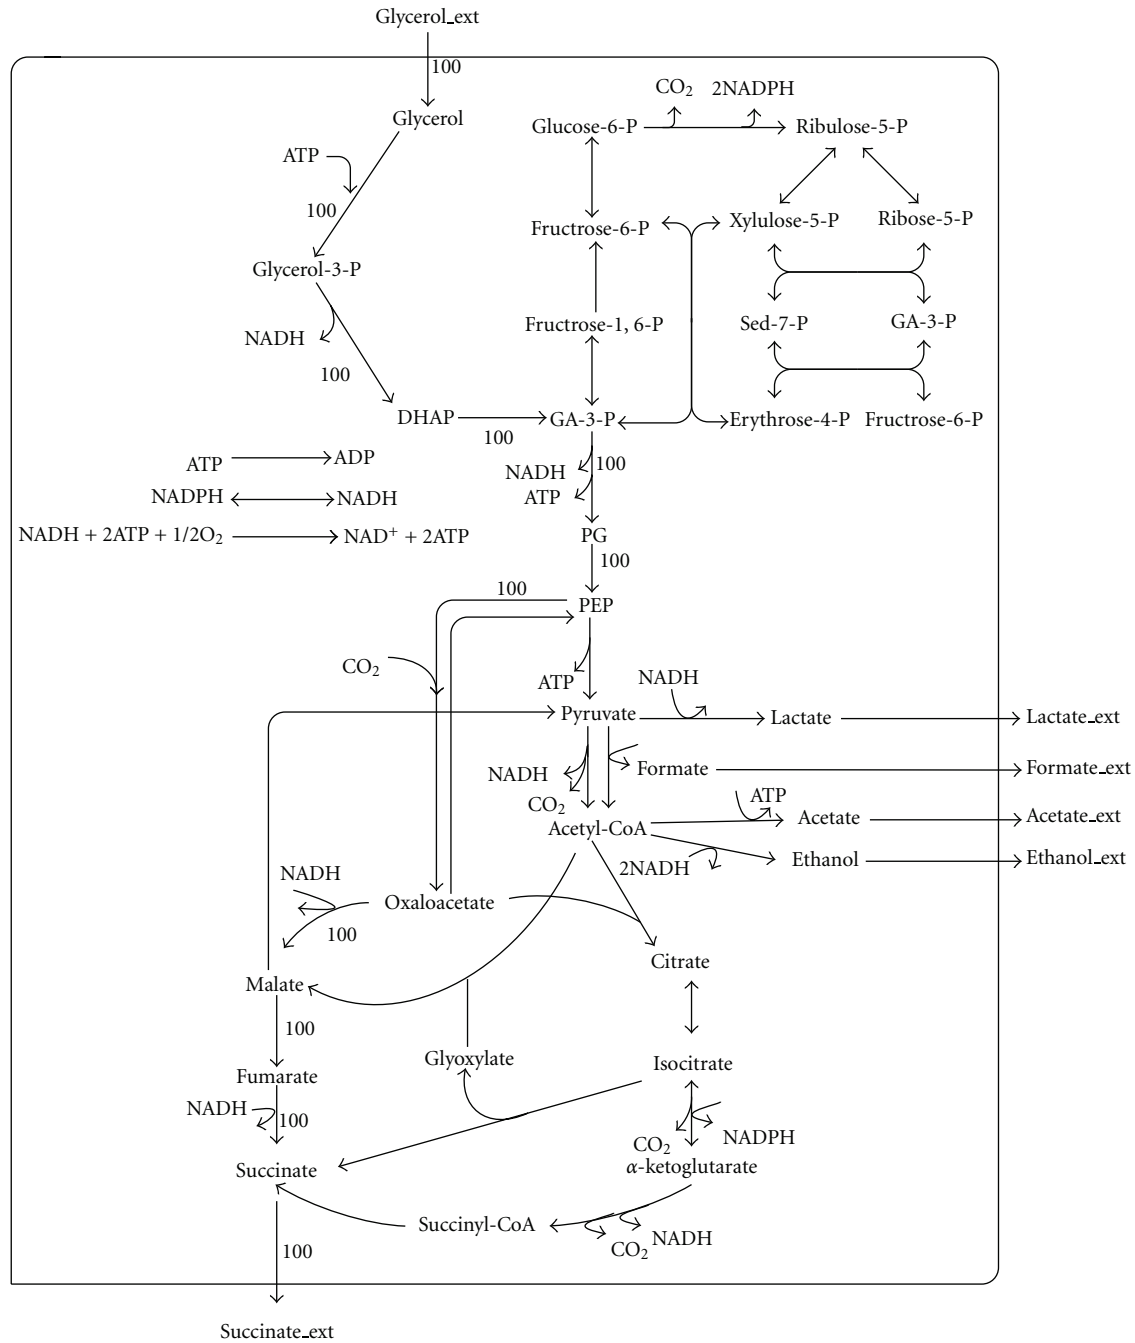 Glycerol_ext
100
Glycerol
CO₂ 2NADPH
Glucose-6-P Ribulose-5-P
ATP
100
Fructrose-6-P Xylulose-5-P Ribose-5-P
Glycerol-3-P
NADH
Fructrose-1, 6-P Sed-7-P GA-3-P
100
DHAP 100 GA-3-P Erythrose-4-P Fructrose-6-P
ATP ADP
NADH 100
ATP
NADPH NADH
NADH + 2ATP + 1/2O₂ NAD⁺ + 2ATP
PG
100
100
PEP
CO₂
ATP NADH
Pyruvate Lactate Lactate_ext
NADH Formate Formate_ext
CO₂ ATP
Acetyl-CoA Acetate Acetate_ext
2NADH Ethanol Ethanol_ext
NADH
Oxaloacetate
100
Citrate
Malate
100
Glyoxylate Isocitrate
Fumarate
NADH 100
CO₂ NADPH
Succinate α-ketoglutarate
Succinyl-CoA
CO₂ NADH
100
Succinate_ext